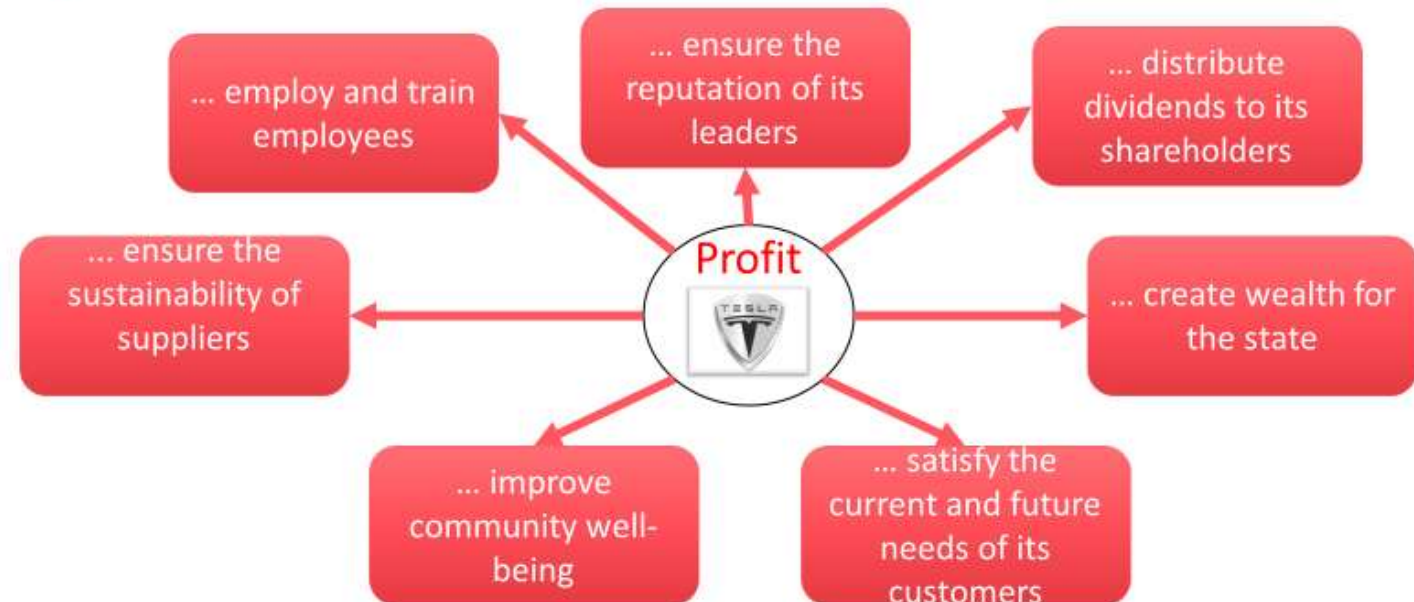 ... ensure the
reputation of its
leaders
... employ and train
employees
... distribute
dividends to its
shareholders
Profit
TESLA
... ensure the
sustainability of
suppliers
... create wealth for
the state
... improve
community well-
being
... satisfy the
current and future
needs of its
customers